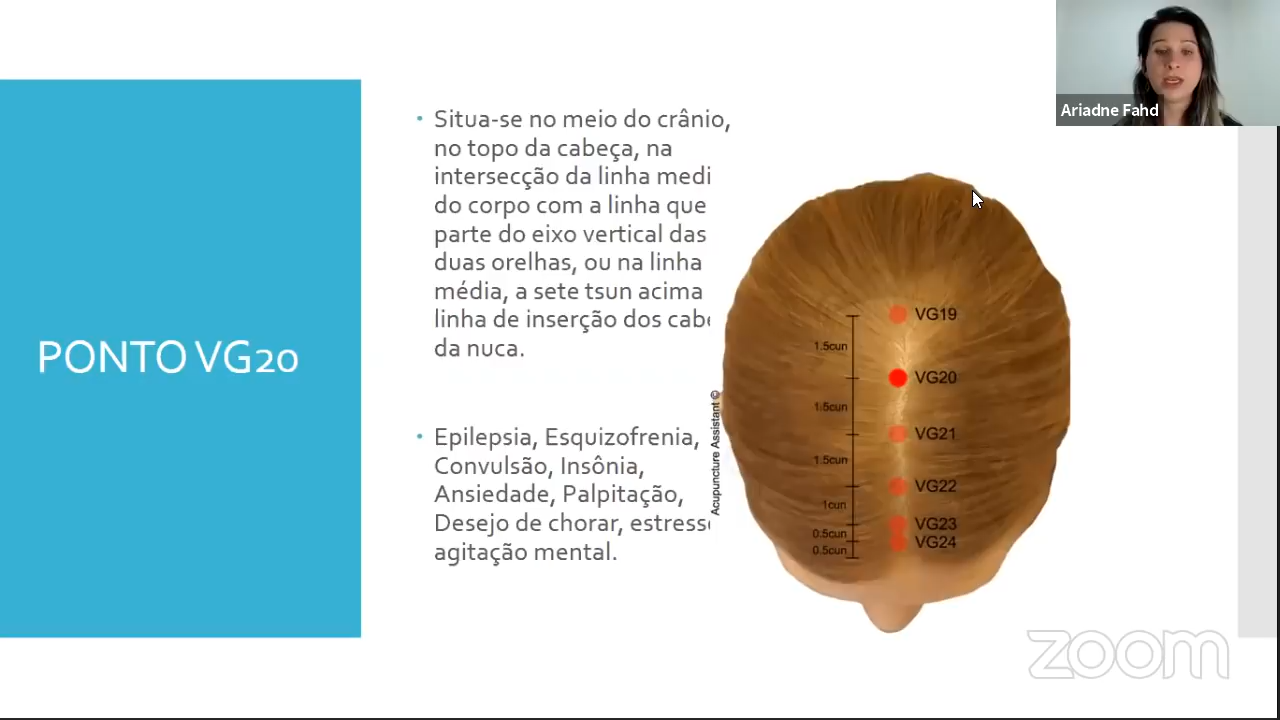 Ariadne Fahd
PONTO VG20
• Situa-se no meio do crânio,
no topo da cabeça, na
intersecção da linha medi
do corpo com a linha que
parte do eixo vertical das
duas orelhas, ou na linha
média, a sete tsun acima
linha de inserção dos cabe
da nuca.
• Epilepsia, Esquizofrenia,
Convulsão, Insônia,
Ansiedade, Palpitação,
Desejo de chorar, estress
agitação mental.
Acupuncture Assistant ©
VG19
1.5cun
VG20
1.5cun
VG21
1.5cun
VG22
1cun
VG23
0.5cun
VG24
0.5cun
zoom